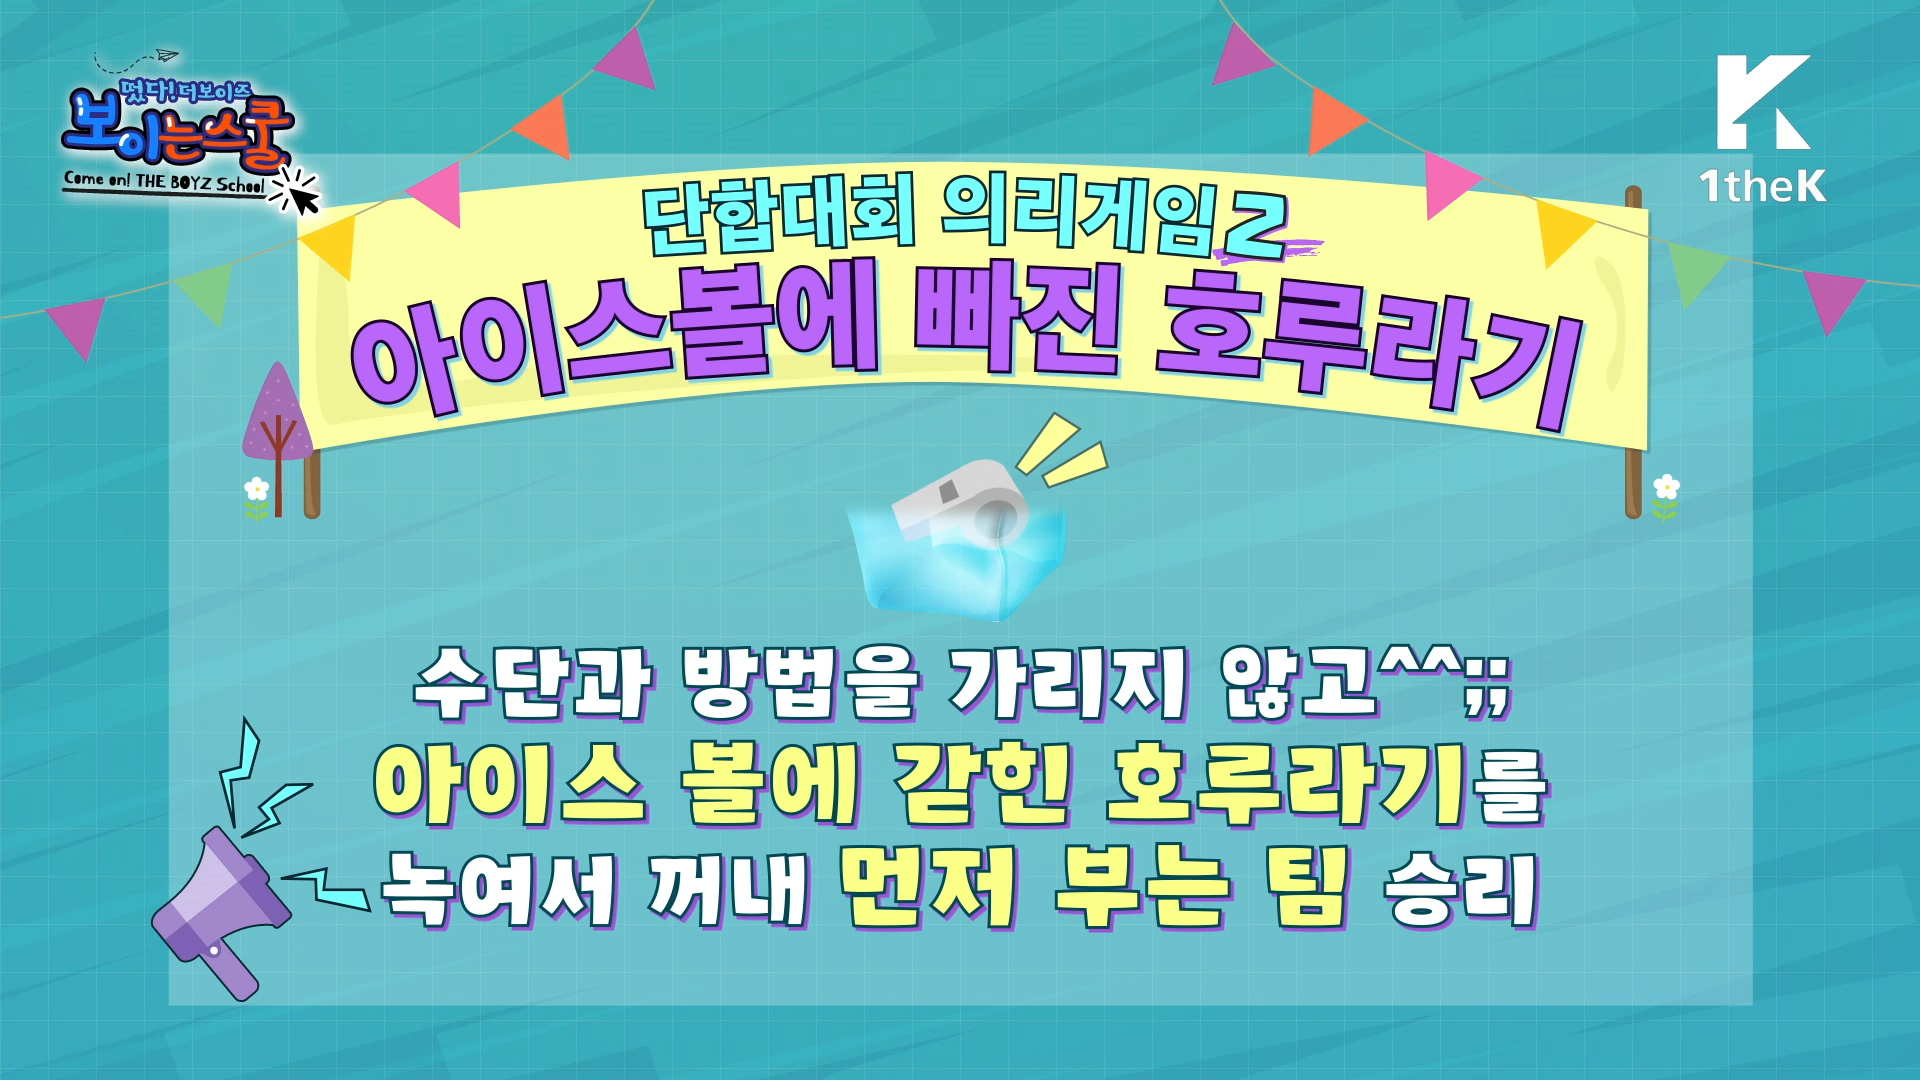 떴다! 더보이즈
보이는스쿨
Come on! THE BOYZ School
1theK
단합대회 의리게임2
아이스볼에 빠진 호루라기
수단과 방법을 가리지 않고^^;;
아이스 볼에 갇힌 호루라기를
녹여서 꺼내 먼저 부는 팀 승리